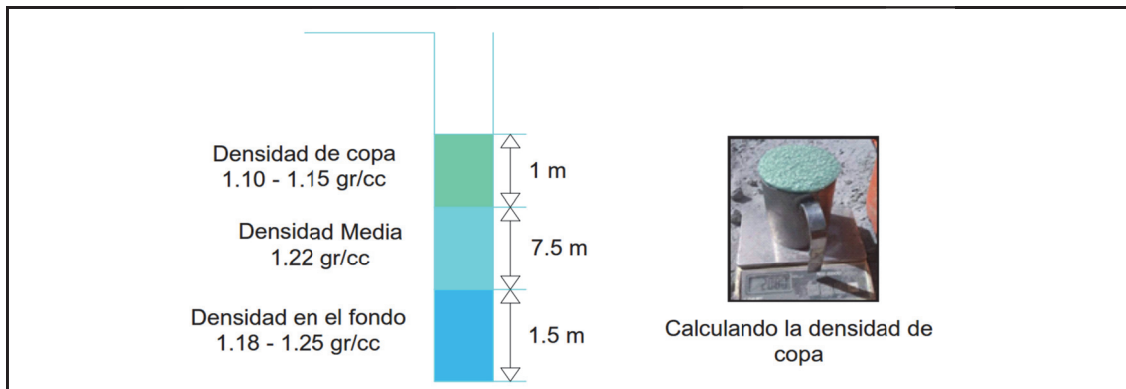 Densidad de copa
1.10 - 1.15 gr/cc
1 m
Densidad Media
1.22 gr/cc
7.5 m
Densidad en el fondo
1.18 - 1.25 gr/cc
1.5 m
Calculando la densidad de
copa